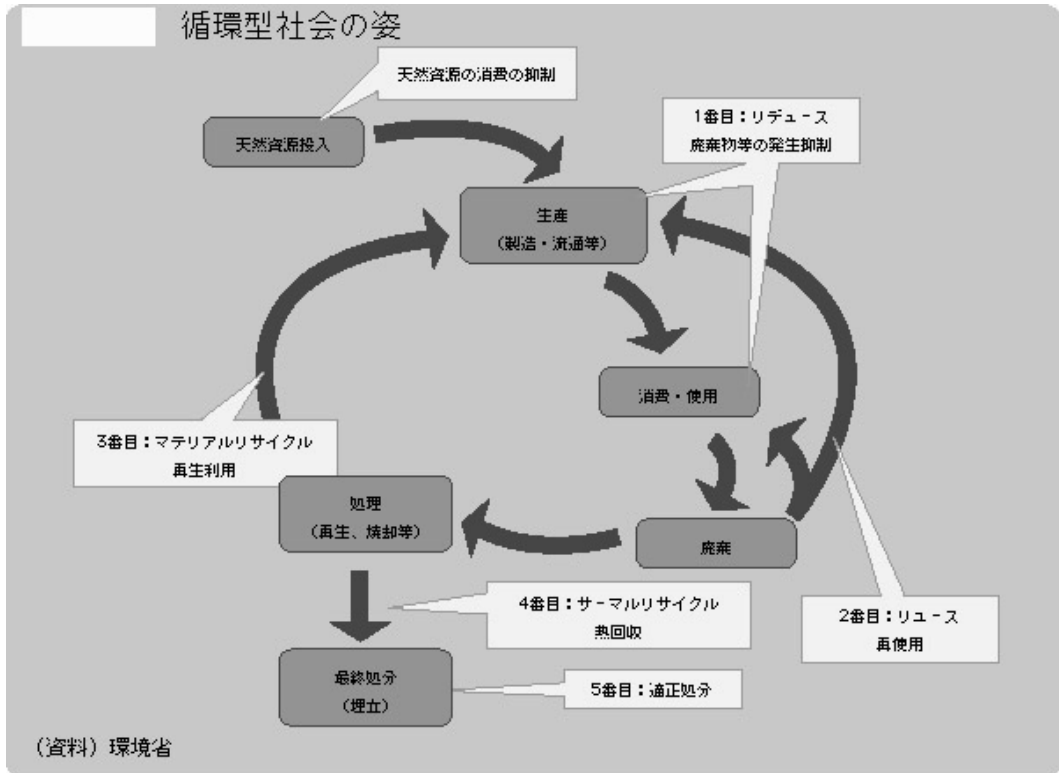 循環型社会の姿
天然資源の消費の抑制
天然資源投入
1番目：リデュース
廃棄物等の発生抑制
生産
（製造・流通等）
消費・使用
3番目：マテリアルリサイクル
再生利用
処理
（再生、焼却等）
廃棄
4番目：サーマルリサイクル
熱回収
2番目：リユース
再使用
最終処分
（埋立）
5番目：適正処分
（資料）環境省